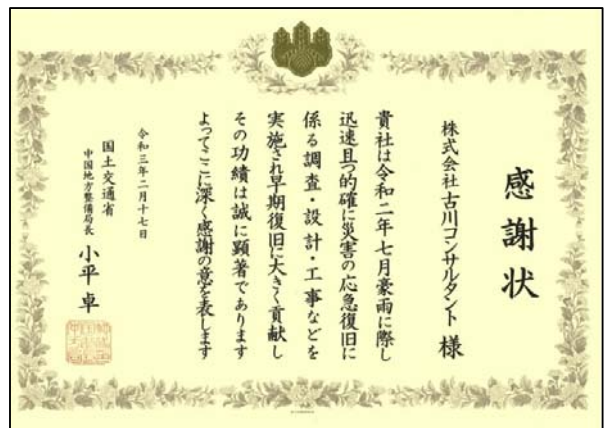 感謝状
株式会社古川コンサルタント 様
貴社は令和二年七月豪雨に際し
迅速且つ的確に災害の応急復旧に
係る調査・設計・工事などを
実施され早期復旧に大きく貢献し
その功績は誠に顕著であります
よってここに深く感謝の意を表します
令和三年二月十七日
国土交通省
中国地方整備局長 小平 卓